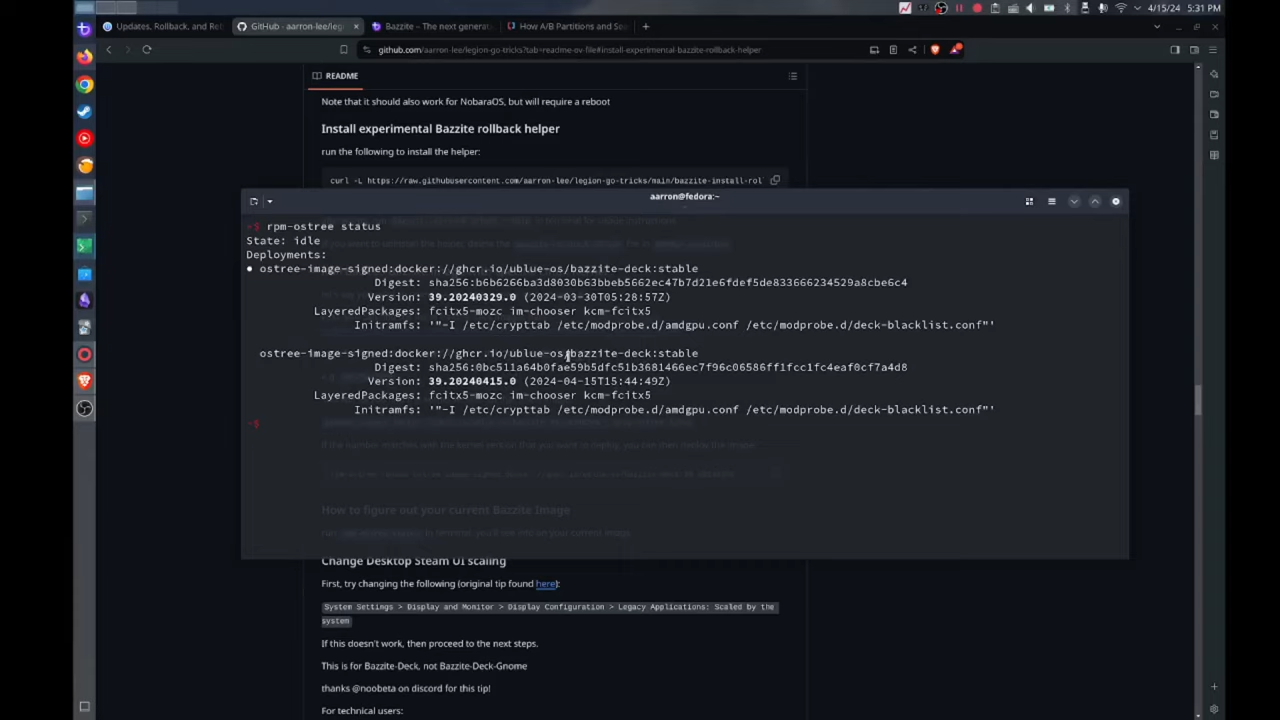 4/15/24 5:31 PM
Updates, Rollback, and Reb
GitHub - aarron-lee/legi
Bazzite – The next generat
How A/B Partitions and Se
github.com/aarron-lee/legion-go-tricks?tab=readme-ov-file#install-experimental-bazzite-rollback-helper
README
Note that it should also work for NobaraOS, but will require a reboot
Install experimental Bazzite rollback helper
run the following to install the helper:
curl -L https://raw.githubusercontent.com/aarron-lee/legion-go-tricks/main/bazzite-install-rol
aarron@fedora:~
~$ rpm-ostree status
State: idle
Deployments:
● ostree-image-signed:docker://ghcr.io/ublue-os/bazzite-deck:stable
Digest: sha256:b6b6266ba3d8030b63bbeb5662ec47b7d21e6fdef5de833666234529a8cbe6c4
Version: 39.20240329.0 (2024-03-30T05:28:57Z)
LayeredPackages: fcitx5-mozc im-chooser kcm-fcitx5
Initramfs: '"-I /etc/crypttab /etc/modprobe.d/amdgpu.conf /etc/modprobe.d/deck-blacklist.conf"'
ostree-image-signed:docker://ghcr.io/ublue-os/bazzite-deck:stable
Digest: sha256:0bc511a64b0fae59b5dfc51b3681466ec7f96c06586ff1fcc1fc4eaf0cf7a4d8
Version: 39.20240415.0 (2024-04-15T15:44:49Z)
LayeredPackages: fcitx5-mozc im-chooser kcm-fcitx5
Initramfs: '"-I /etc/crypttab /etc/modprobe.d/amdgpu.conf /etc/modprobe.d/deck-blacklist.conf"'
~$
If the number matches with the
How to figure out your current Bazzite Image
Change Desktop Steam UI scaling
First, try changing the following (original tip found here):
System Settings > Display and Monitor > Display Configuration > Legacy Applications: Scaled by the
system
If this doesn't work, then proceed to the next steps.
This is for Bazzite-Deck, not Bazzite-Deck-Gnome
thanks @noobeta on discord for this tip!
For technical users: